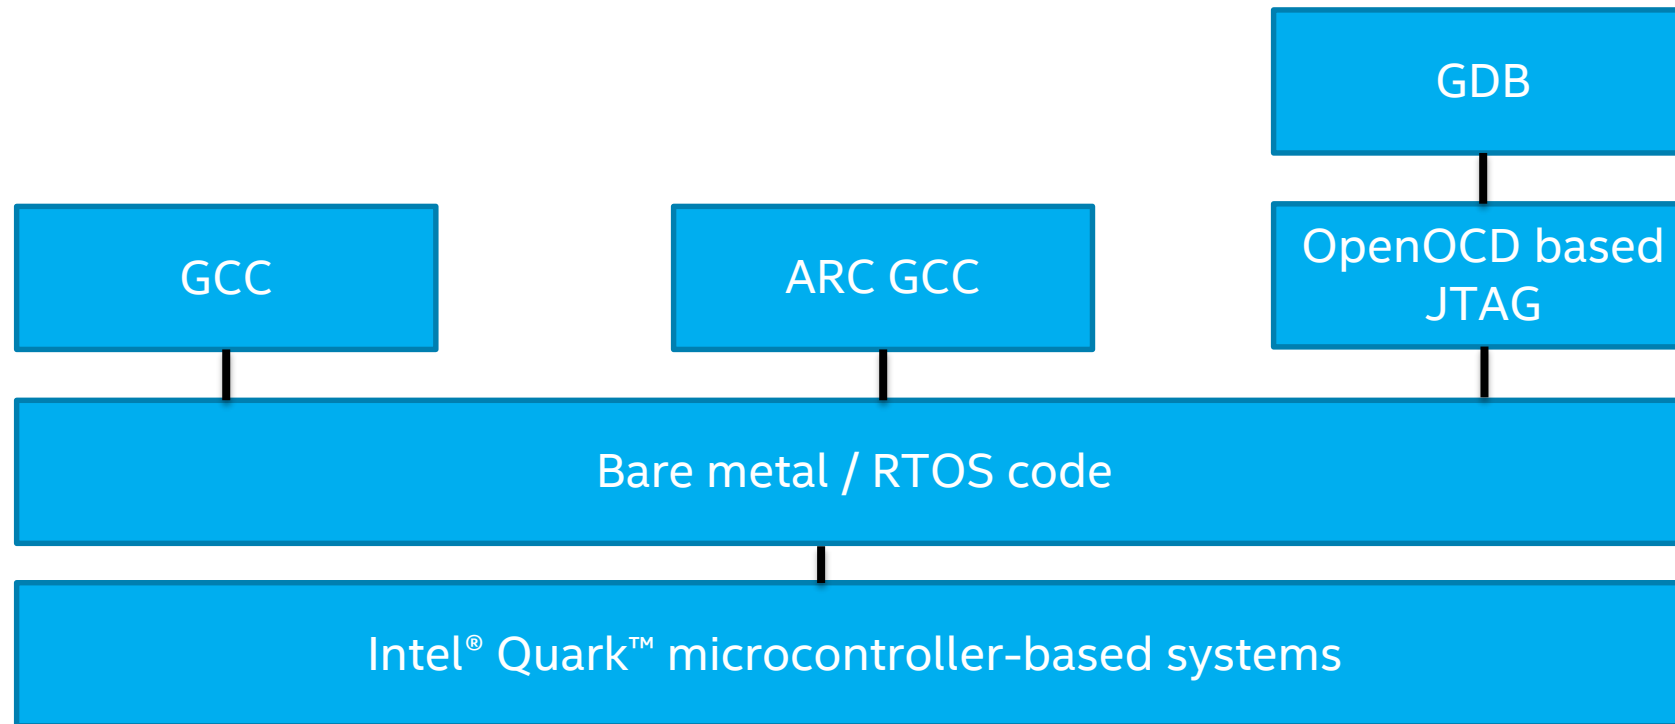 GDB
GCC
ARC GCC
OpenOCD based
JTAG
Bare metal / RTOS code
Intel® Quark™ microcontroller-based systems